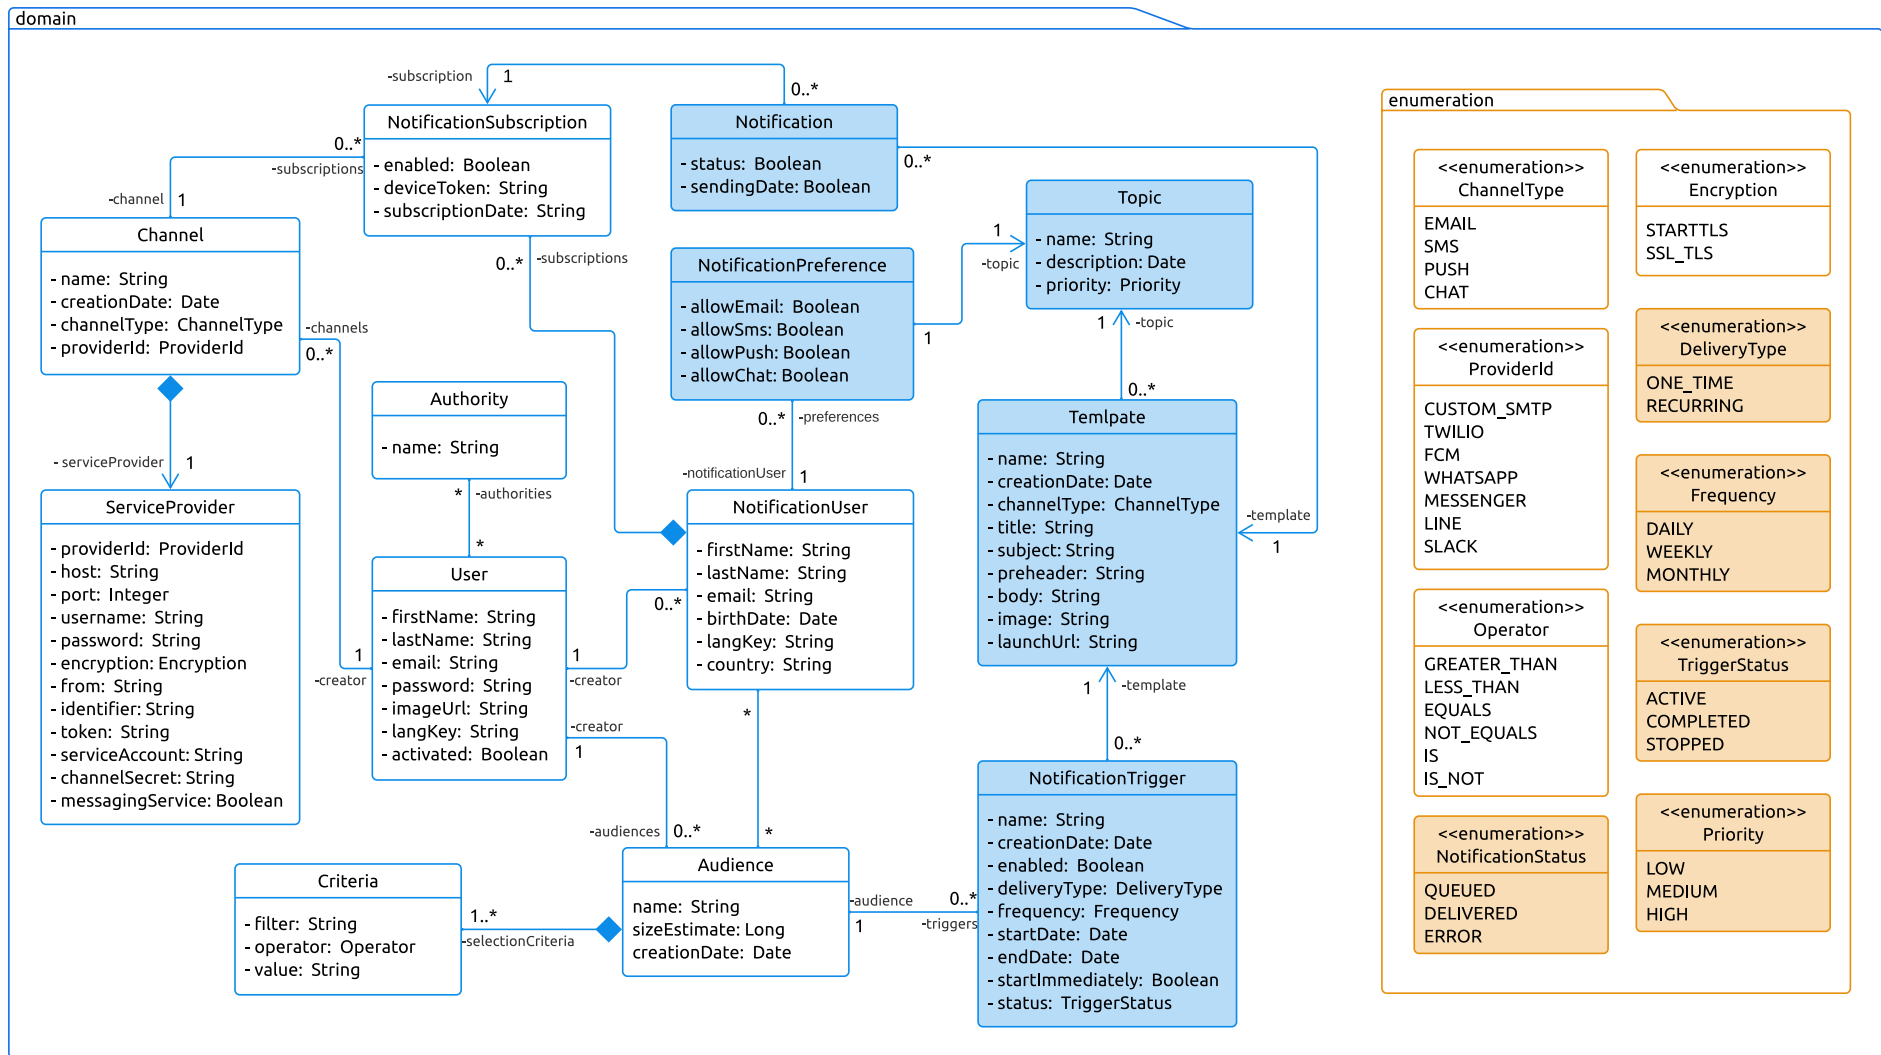 domain
-subscription
1
0..*
NotificationSubscription
- enabled: Boolean
- deviceToken: String
- subscriptionDate: String
0..*
-subscriptions
-channel
1
0..*
-subscriptions
Notification
- status: Boolean
- sendingDate: Boolean
0..*
Channel
- name: String
- creationDate: Date
- channelType: ChannelType
- providerId: ProviderId
-channels
0..*
NotificationPreference
- allowEmail: Boolean
- allowSms: Boolean
- allowPush: Boolean
- allowChat: Boolean
1
-topic
1
0..*
-preferences
Topic
- name: String
- description: Date
- priority: Priority
1
-topic
0..*
Authority
- name: String
*
-authorities
*
- serviceProvider
1
ServiceProvider
- providerId: ProviderId
- host: String
- port: Integer
- username: String
- password: String
- encryption: Encryption
- from: String
- identifier: String
- token: String
- serviceAccount: String
- channelSecret: String
- messagingService: Boolean
User
- firstName: String
- lastName: String
- email: String
- password: String
- imageUrl: String
- langKey: String
- activated: Boolean
1
-creator
1
-creator
-creator
1
-notificationUser
1
NotificationUser
- firstName: String
- lastName: String
- email: String
- birthDate: Date
- langKey: String
- country: String
0..*
*
*
Temlpate
- name: String
- creationDate: Date
- channelType: ChannelType
- title: String
- subject: String
- preheader: String
- body: String
- image: String
- launchUrl: String
-template
1
1
-template
0..*
-audiences
0..*
Audience
name: String
sizeEstimate: Long
creationDate: Date
Criteria
- filter: String
- operator: Operator
- value: String
1..*
-selectionCriteria
-audience
1
0..*
-triggers
NotificationTrigger
- name: String
- creationDate: Date
- enabled: Boolean
- deliveryType: DeliveryType
- frequency: Frequency
- startDate: Date
- endDate: Date
- startImmediately: Boolean
- status: TriggerStatus
enumeration
<<enumeration>>
ChannelType
EMAIL
SMS
PUSH
CHAT
<<enumeration>>
ProviderId
CUSTOM_SMTP
TWILIO
FCM
WHATSAPP
MESSENGER
LINE
SLACK
<<enumeration>>
Operator
GREATER_THAN
LESS_THAN
EQUALS
NOT_EQUALS
IS
IS_NOT
<<enumeration>>
NotificationStatus
QUEUED
DELIVERED
ERROR
<<enumeration>>
Encryption
STARTTLS
SSL_TLS
<<enumeration>>
DeliveryType
ONE_TIME
RECURRING
<<enumeration>>
Frequency
DAILY
WEEKLY
MONTHLY
<<enumeration>>
TriggerStatus
ACTIVE
COMPLETED
STOPPED
<<enumeration>>
Priority
LOW
MEDIUM
HIGH